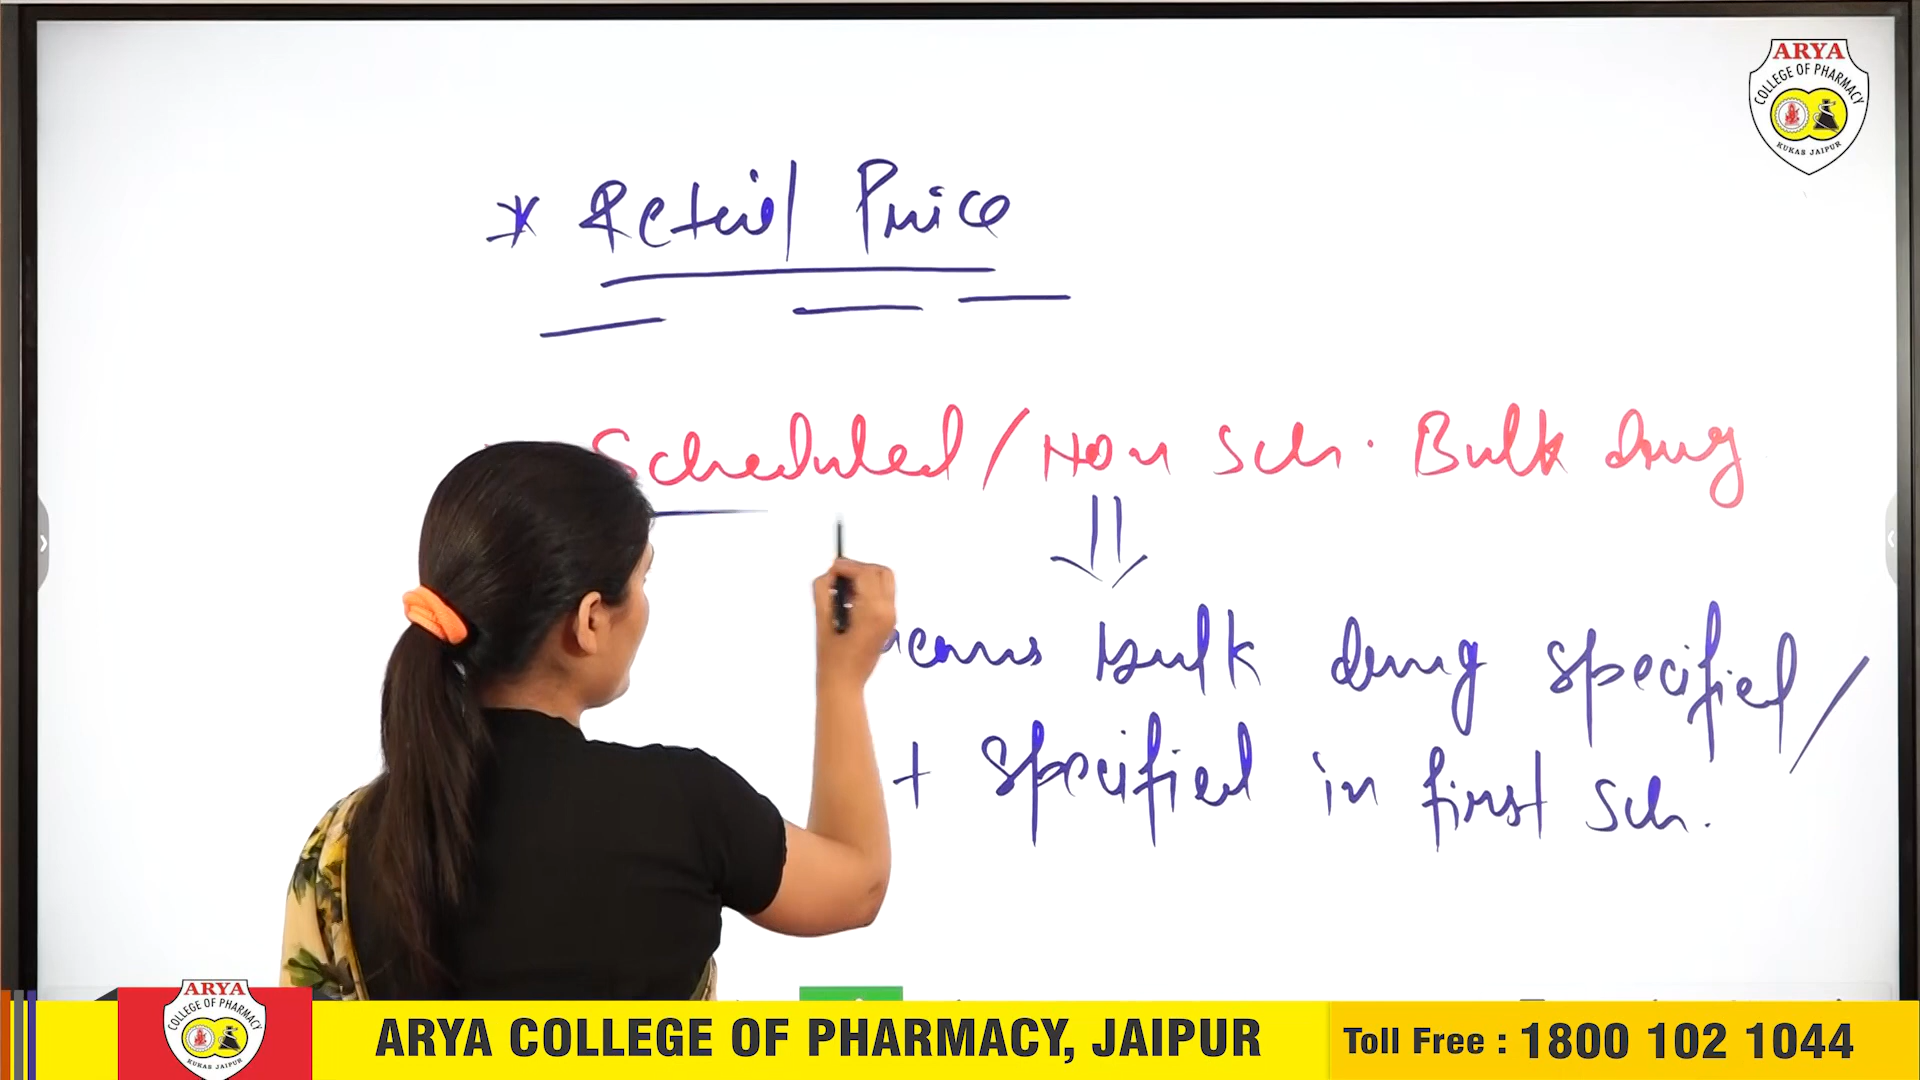 ARYA
COLLEGE OF PHARMACY
KUKAS JAIPUR
* Retail Price
Scheduled / Non Sch. Bulk drug
means bulk drug specified /
+ specified in first Sch.
ARYA
COLLEGE OF PHARMACY
KUKAS JAIPUR
ARYA COLLEGE OF PHARMACY, JAIPUR
Toll Free : 1800 102 1044